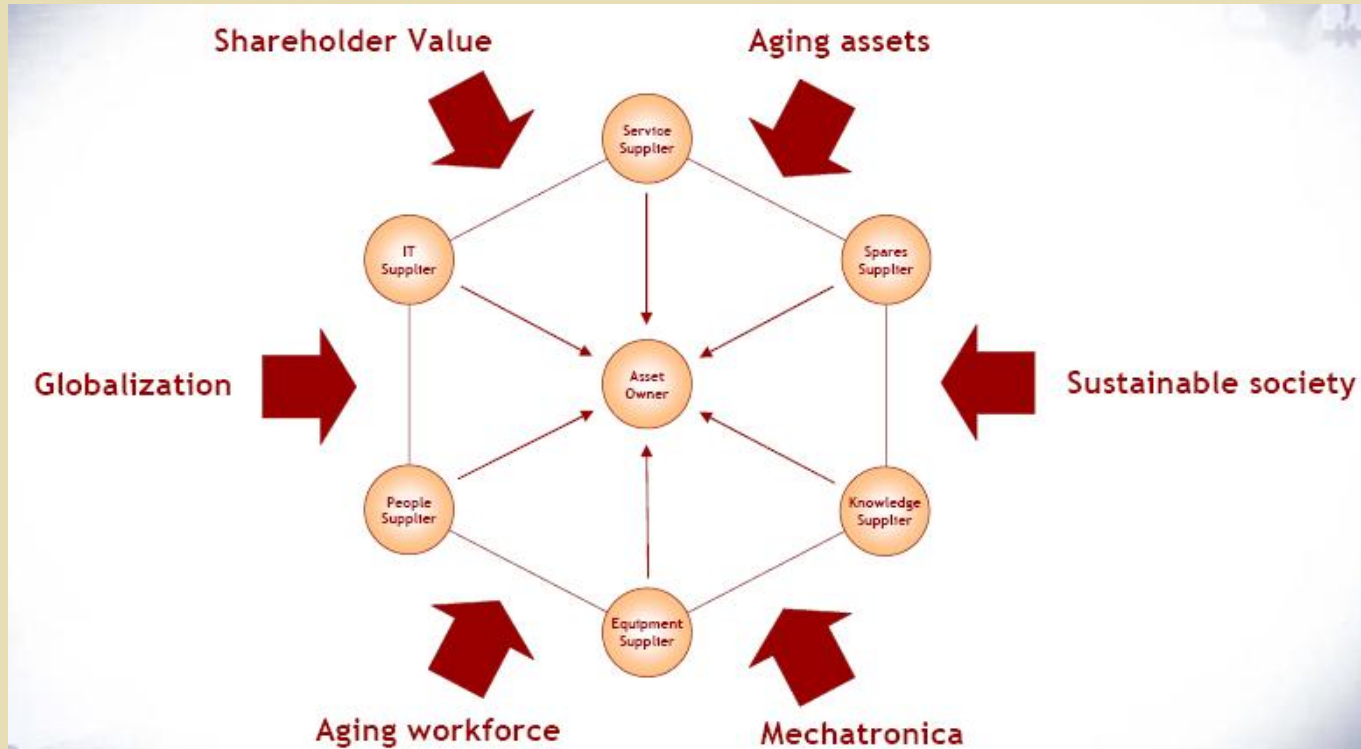 Shareholder Value
Aging assets
Service
Supplier
IT
Supplier
Spares
Supplier
Globalization
Asset
Owner
Sustainable society
People
Supplier
Knowledge
Supplier
Equipment
Supplier
Aging workforce
Mechatronica